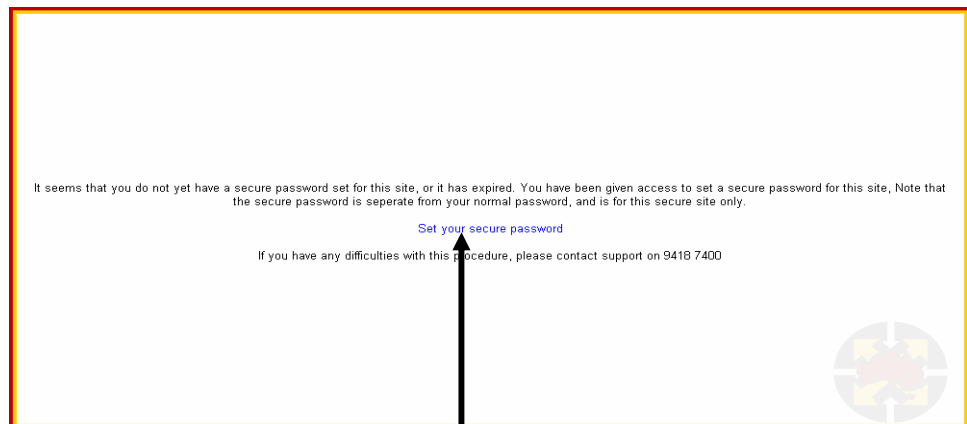 It seems that you do not yet have a secure password set for this site, or it has expired. You have been given access to set a secure password for this site, Note that
the secure password is seperate from your normal password, and is for this secure site only.
Set your secure password
If you have any difficulties with this procedure, please contact support on 9418 7400